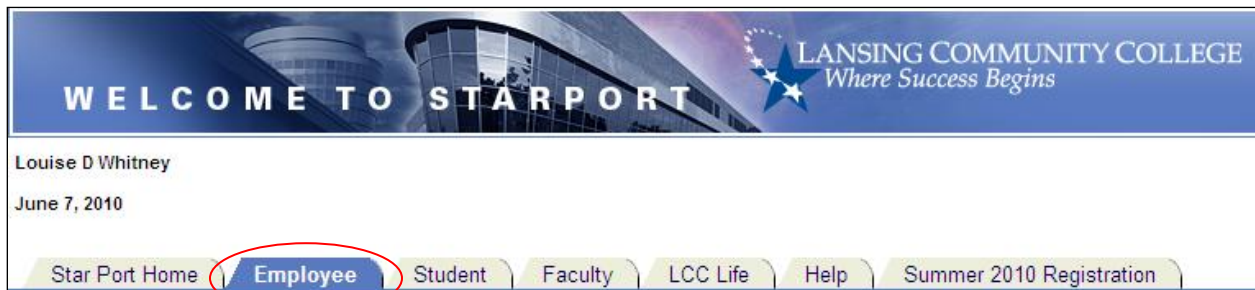 LANSING COMMUNITY COLLEGE
Where Success Begins
WELCOME TO STARPORT
Louise D Whitney
June 7, 2010
Star Port Home Employee Student Faculty LCC Life Help Summer 2010 Registration